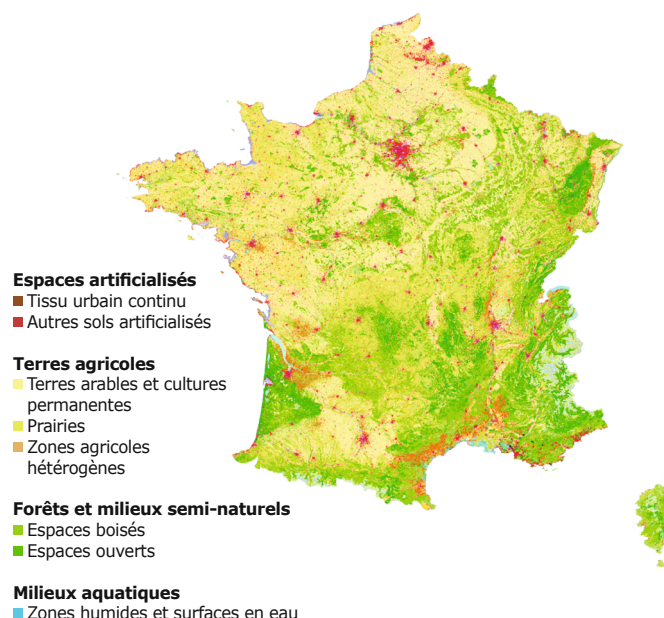 Espaces artificialisés
Tissu urbain continu
Autres sols artificialisés
Terres agricoles
Terres arables et cultures
permanentes
Prairies
Zones agricoles
hétérogènes
Forêts et milieux semi-naturels
Espaces boisés
Espaces ouverts
Milieux aquatiques
Zones humides et surfaces en eau